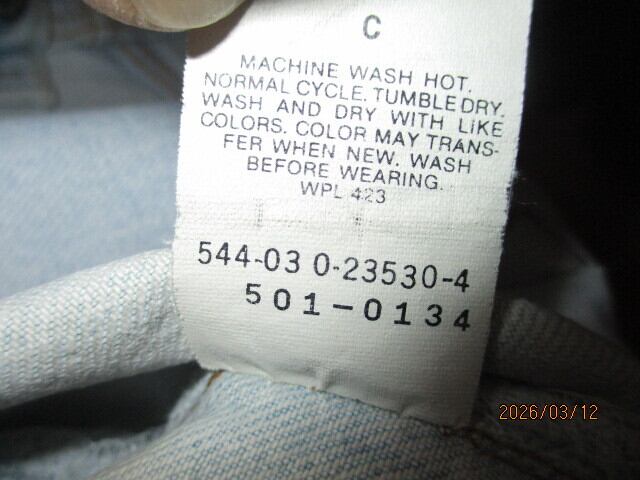 C
MACHINE WASH HOT.
NORMAL CYCLE. TUMBLE DRY.
WASH AND DRY WITH LIKE
COLORS. COLOR MAY TRANS-
FER WHEN NEW. WASH
BEFORE WEARING.
WPL 423
544-03 0-23530-4
501-0134
2026/03/12